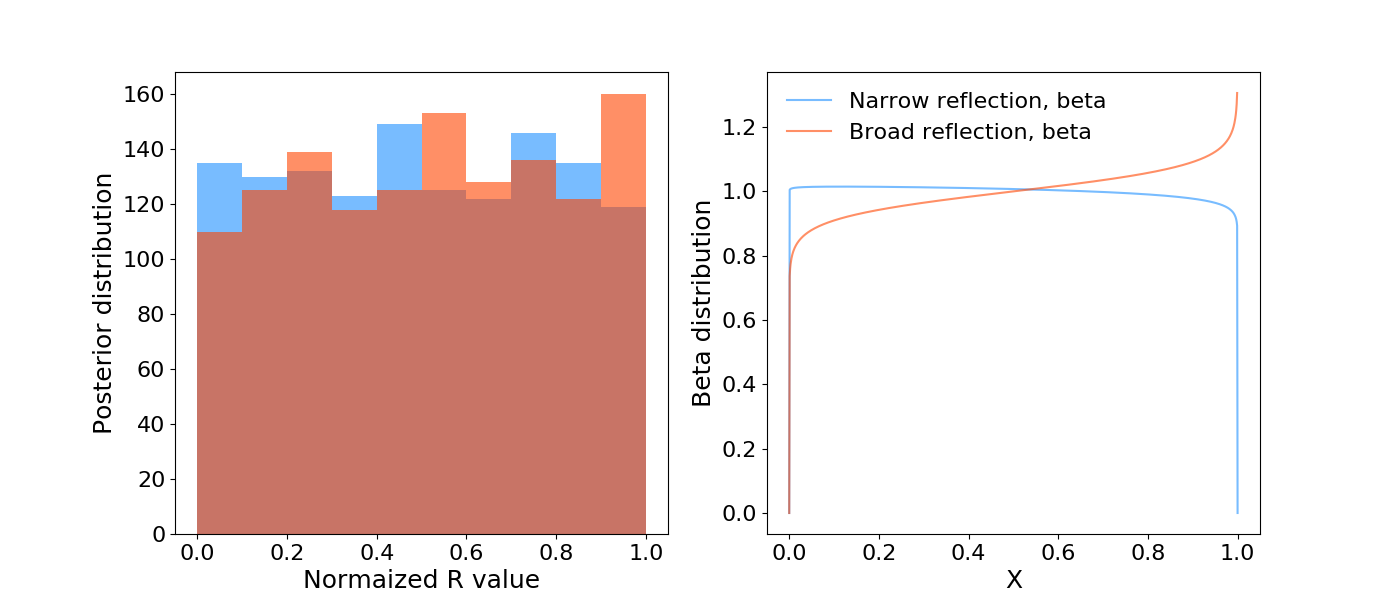 160
140
120
100
80
60
40
20
0
0.0 0.2 0.4 0.6 0.8 1.0
Normaized R value
Posterior distribution
Narrow reflection, beta
Broad reflection, beta
1.2
1.0
0.8
0.6
0.4
0.2
0.0
0.0 0.2 0.4 0.6 0.8 1.0
X
Beta distribution